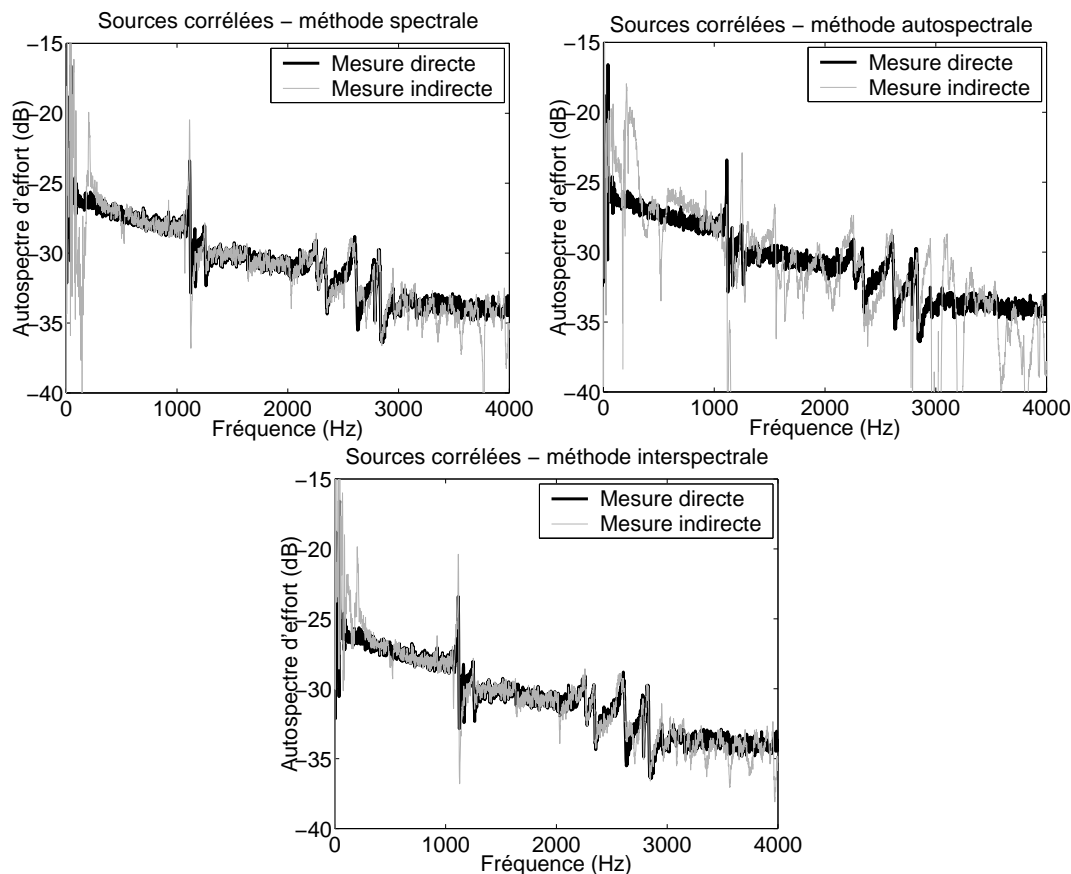 Sources corrélées − méthode spectrale
−15
−20
−25
−30
−35
−40
0 1000 2000 3000 4000
Autospectre d'effort (dB)
Fréquence (Hz)
Mesure directe
Mesure indirecte
Sources corrélées − méthode autospectrale
−15
−20
−25
−30
−35
−40
0 1000 2000 3000 4000
Autospectre d'effort (dB)
Fréquence (Hz)
Mesure directe
Mesure indirecte
Sources corrélées − méthode interspectrale
−15
−20
−25
−30
−35
−40
0 1000 2000 3000 4000
Autospectre d'effort (dB)
Fréquence (Hz)
Mesure directe
Mesure indirecte